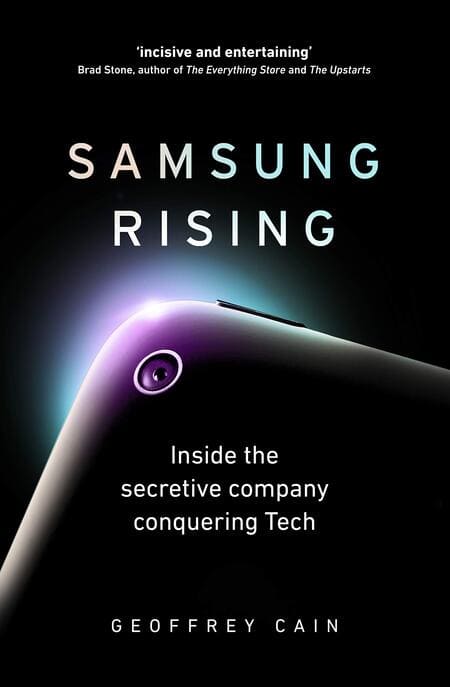 ‘incisive and entertaining’
Brad Stone, author of The Everything Store and The Upstarts
SAMSUNG
RISING
Inside the
secretive company
conquering Tech
GEOFFREY CAIN